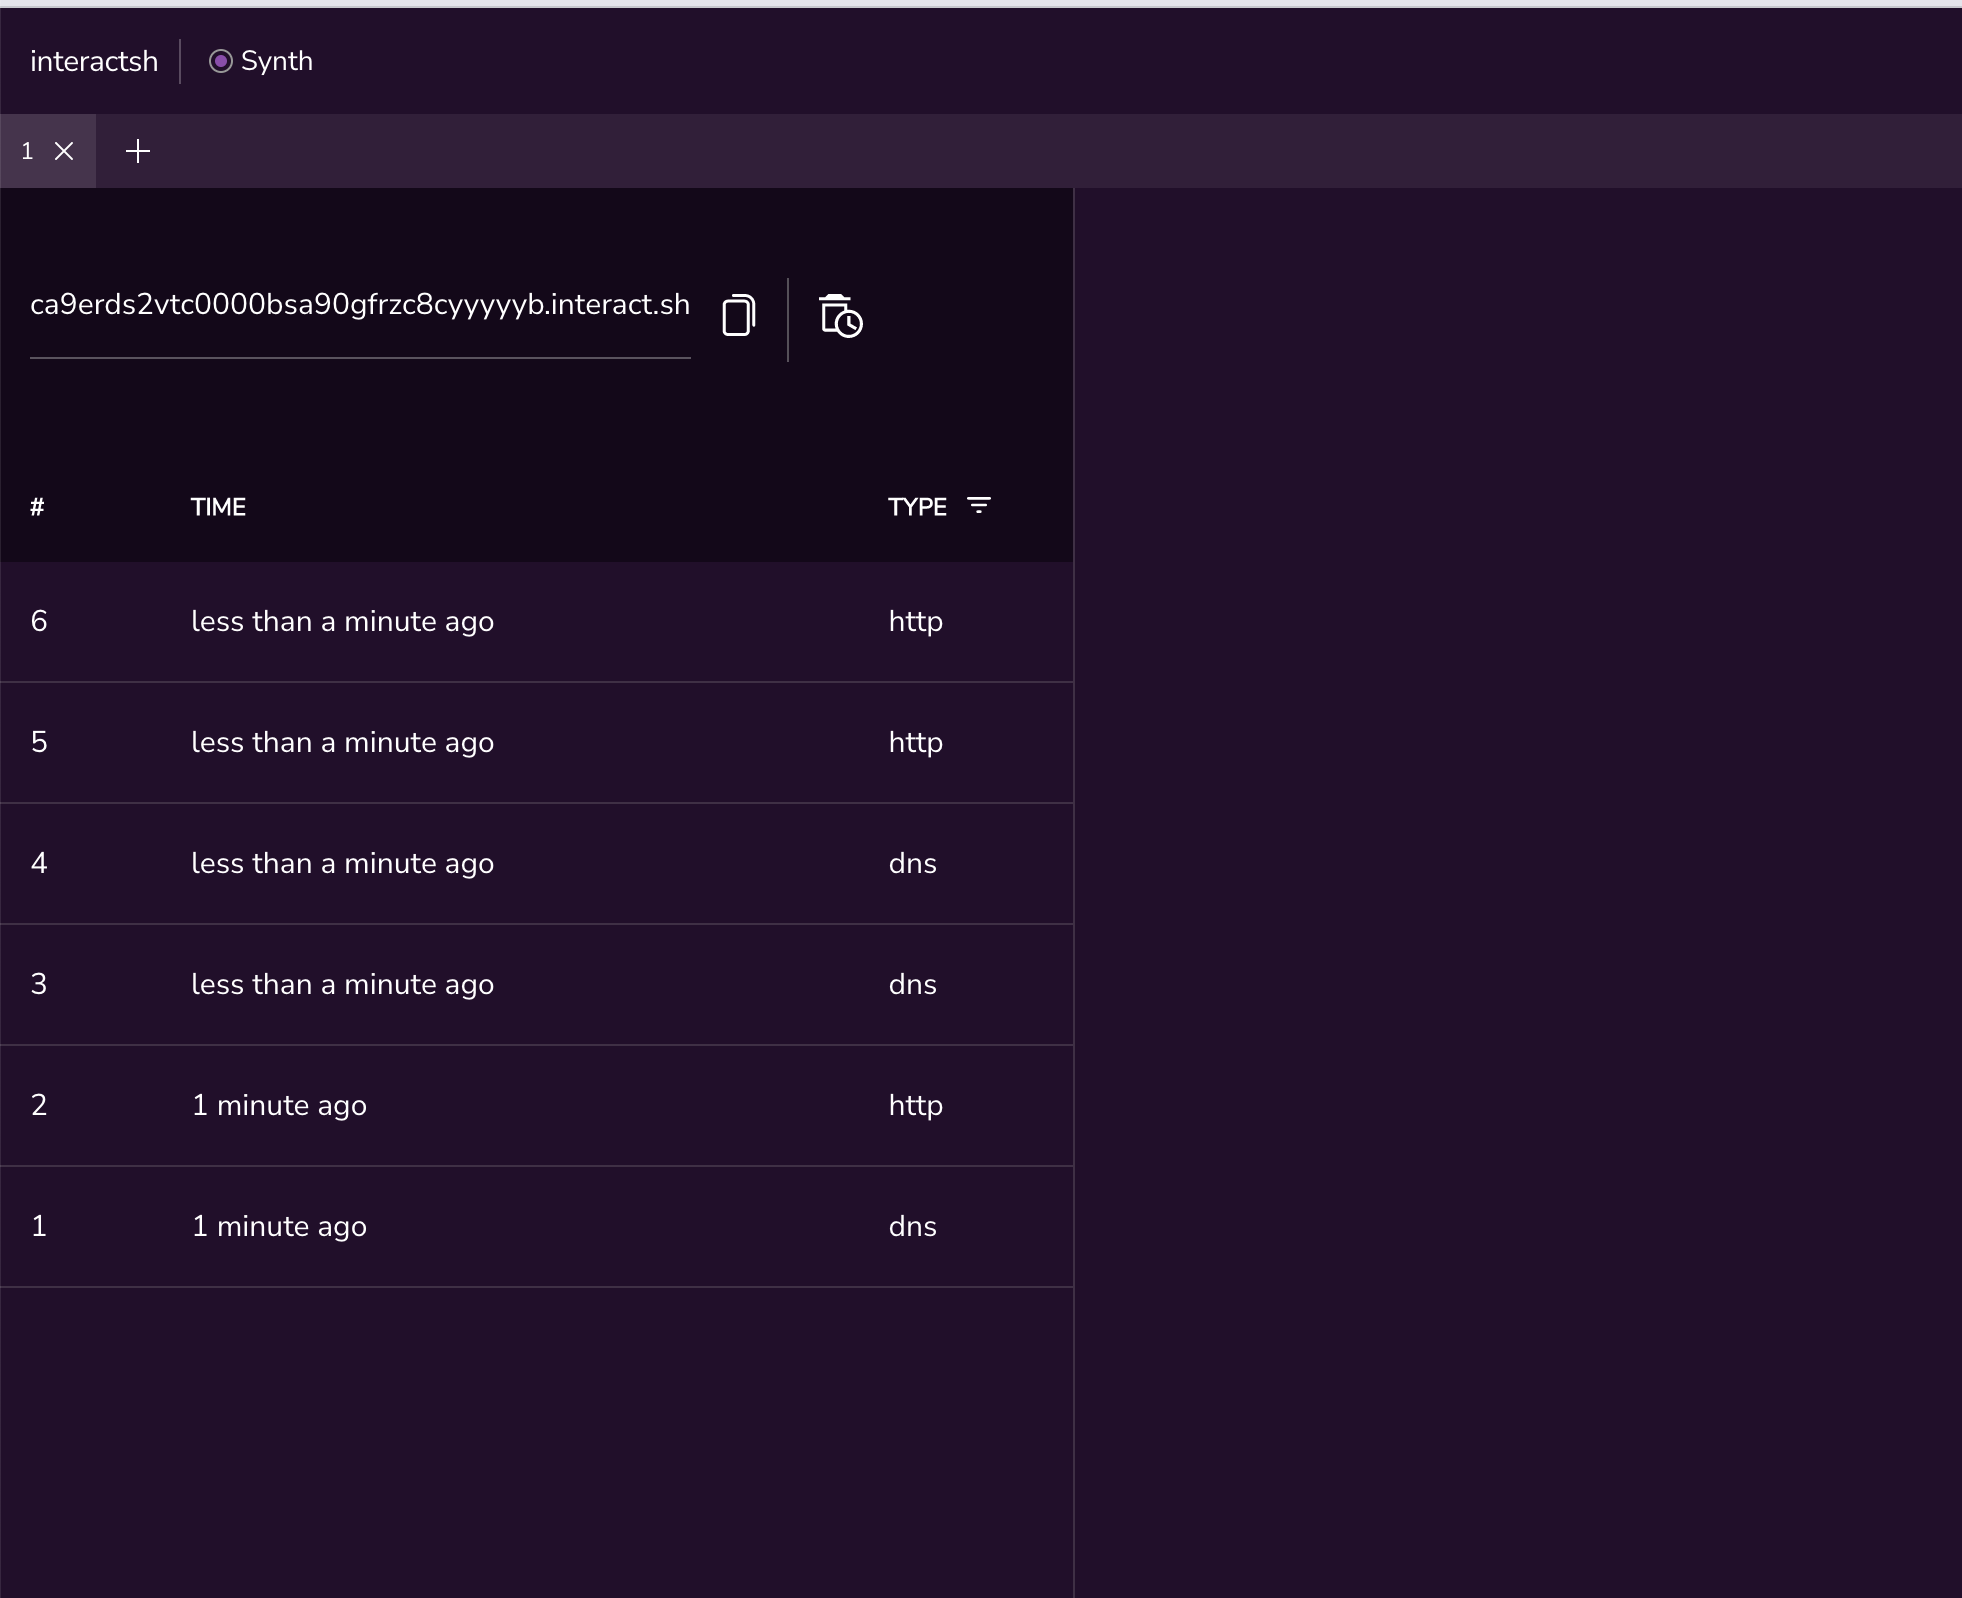 interactsh Synth
1
ca9erds2vtc0000bsa90gfrzc8cyyyyyb.interact.sh
# TIME TYPE
6 less than a minute ago http
5 less than a minute ago http
4 less than a minute ago dns
3 less than a minute ago dns
2 1 minute ago http
1 1 minute ago dns